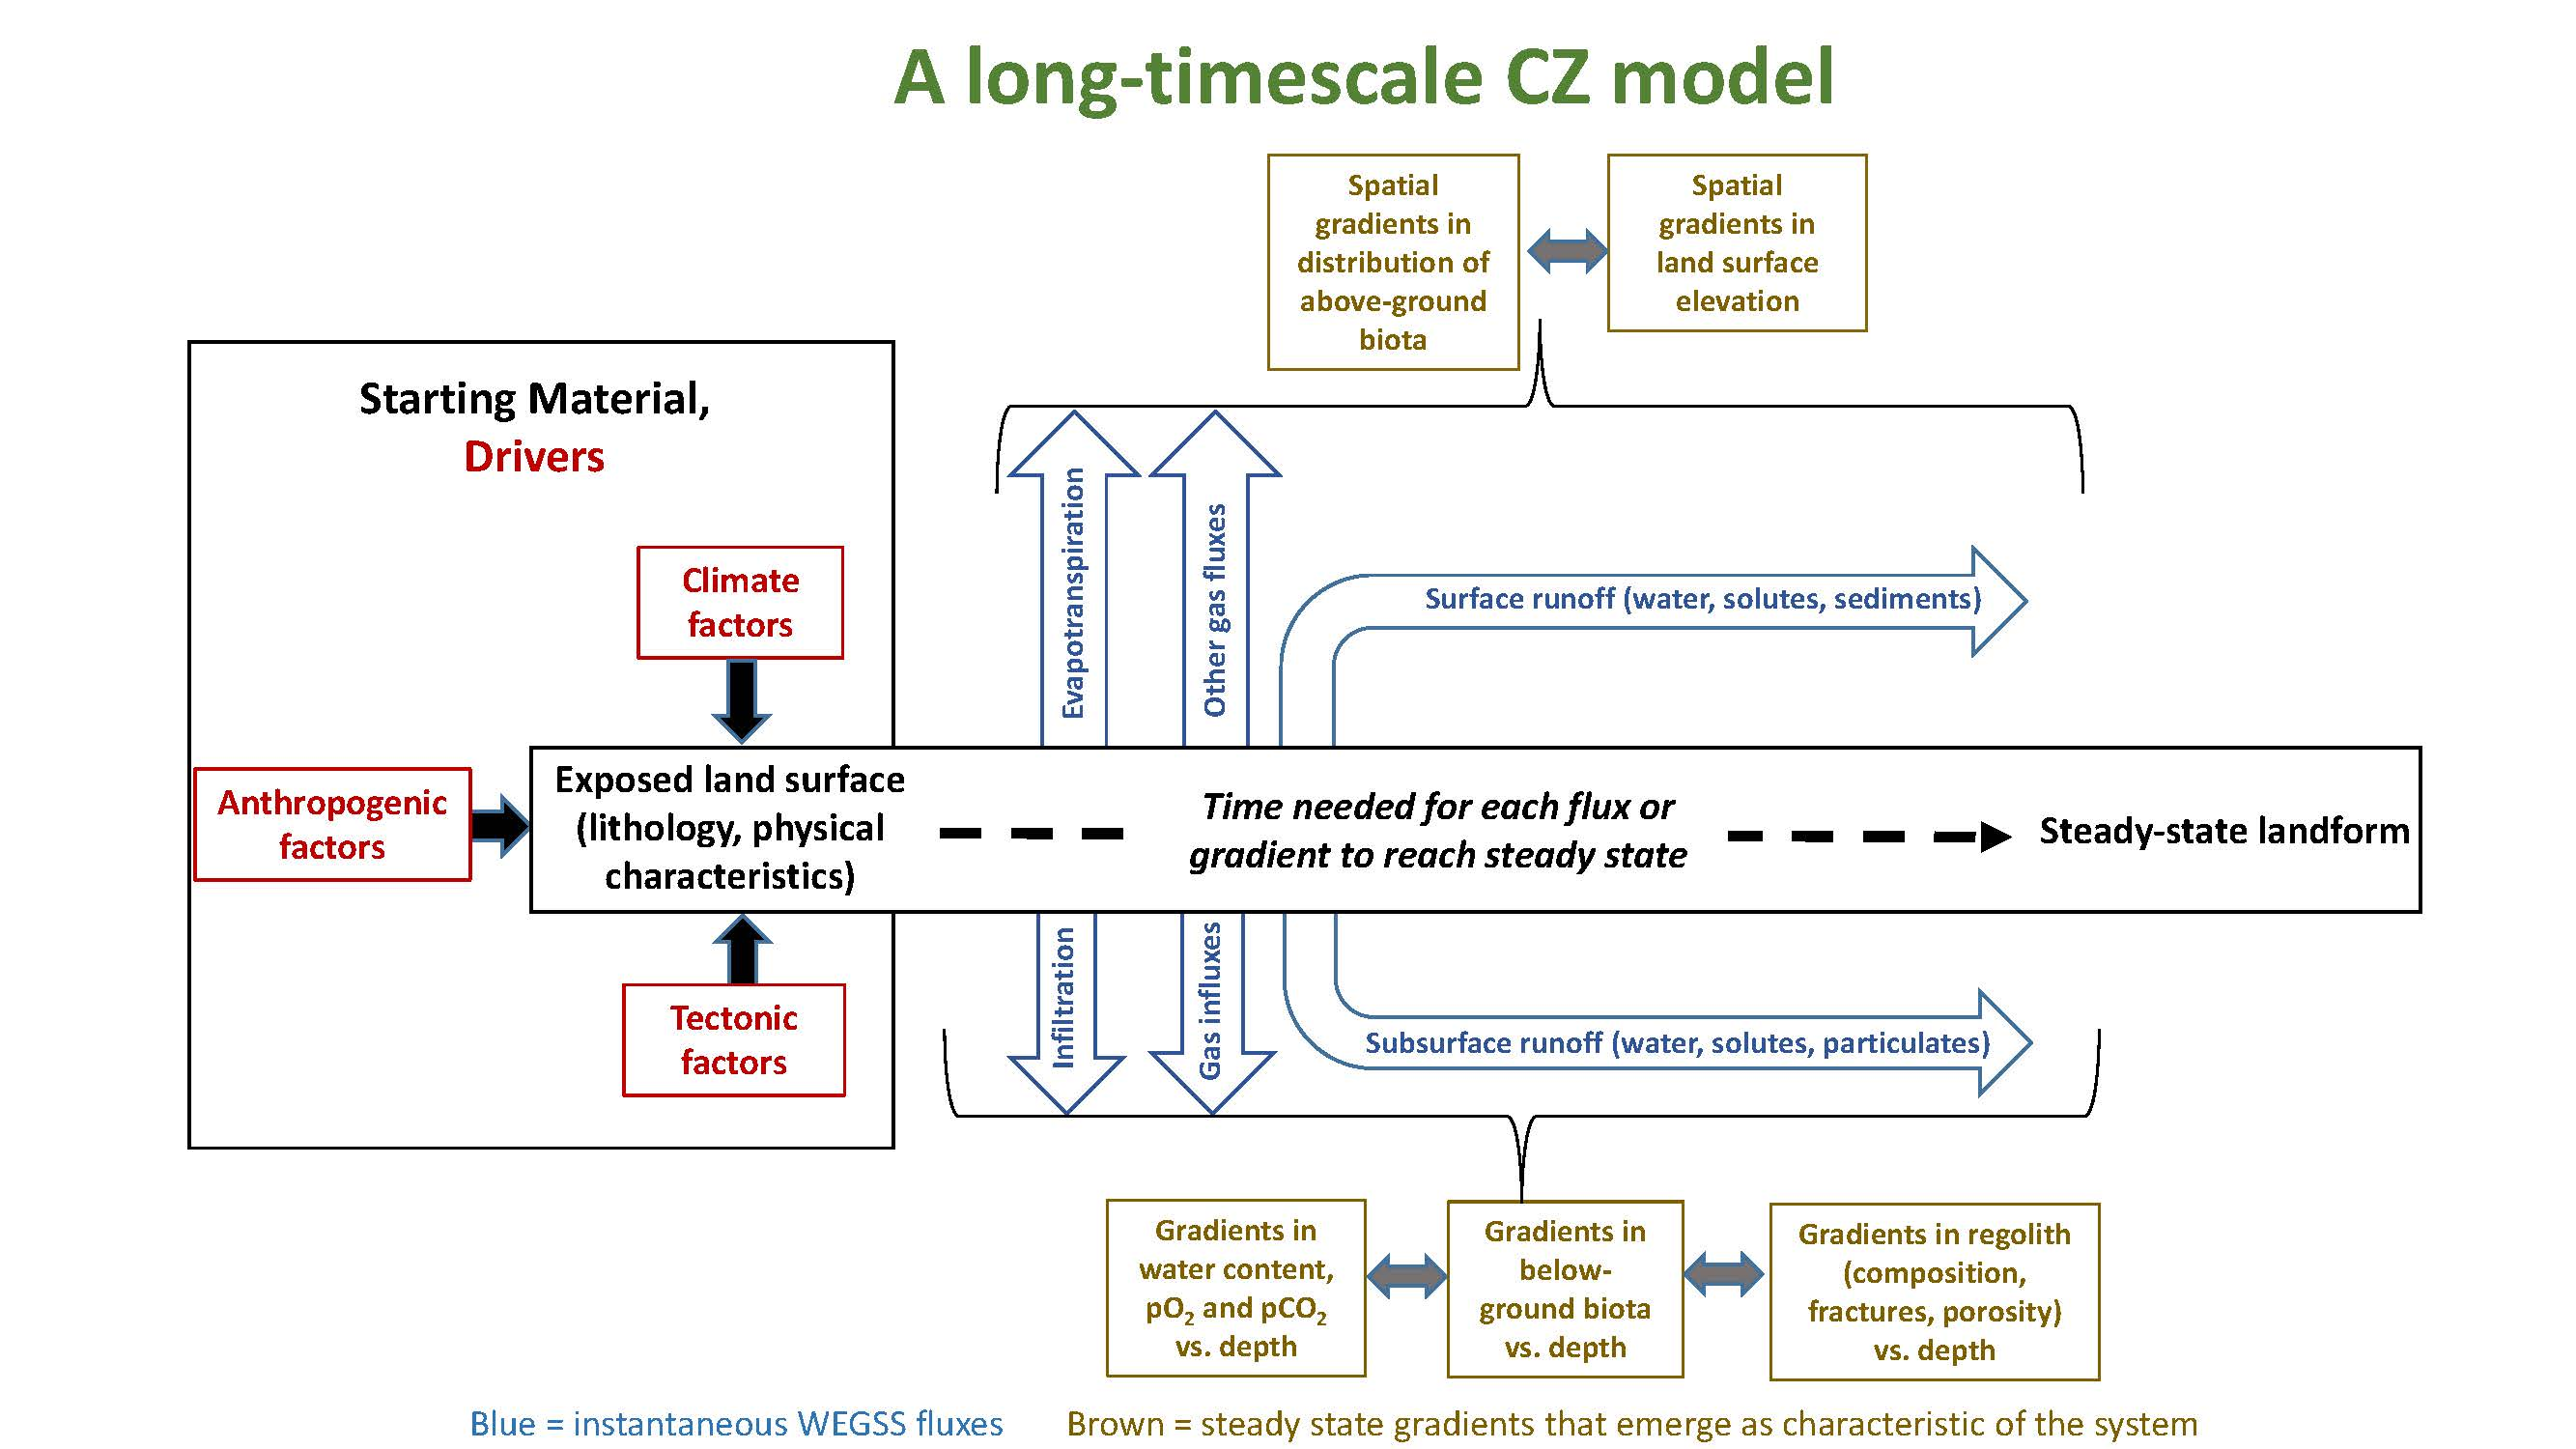 A long-timescale CZ model
Spatial
gradients in
distribution of
above-ground
biota
Spatial
gradients in
land surface
elevation
Starting Material,
Drivers
Climate
factors
Anthropogenic
factors
Tectonic
factors
Exposed land surface
(lithology, physical
characteristics)
Evapotranspiration
Other gas fluxes
Surface runoff (water, solutes, sediments)
Time needed for each flux or
gradient to reach steady state
Steady-state landform
Infiltration
Gas influxes
Subsurface runoff (water, solutes, particulates)
Gradients in
water content,
pO₂ and pCO₂
vs. depth
Gradients in
below-
ground biota
vs. depth
Gradients in regolith
(composition,
fractures, porosity)
vs. depth
Blue = instantaneous WEGSS fluxes
Brown = steady state gradients that emerge as characteristic of the system